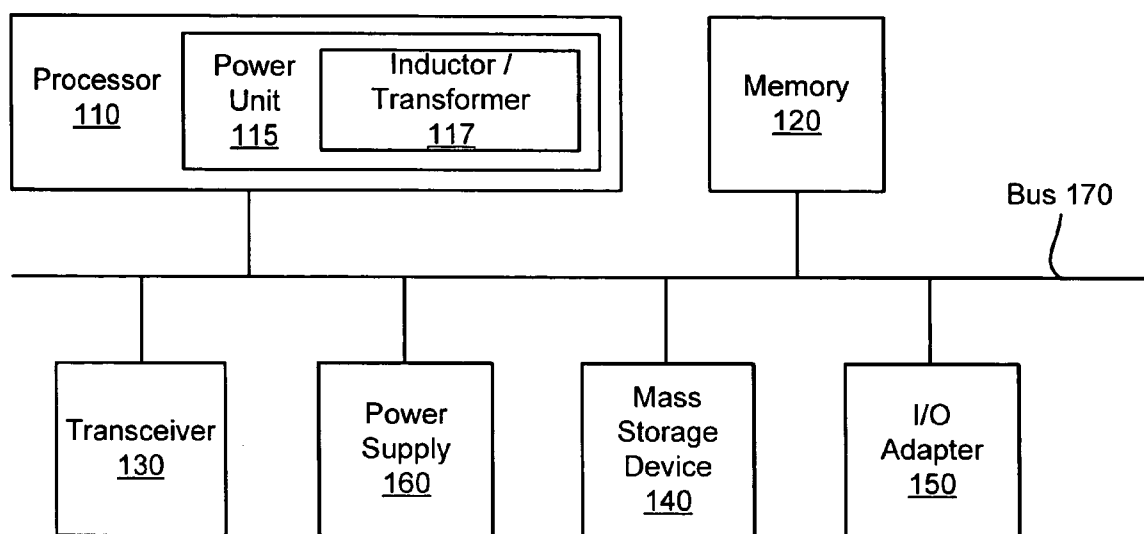 Processor
110
Power
Unit
115
Inductor /
Transformer
117
Memory
120
Bus 170
Transceiver
130
Power
Supply
160
Mass
Storage
Device
140
I/O
Adapter
150